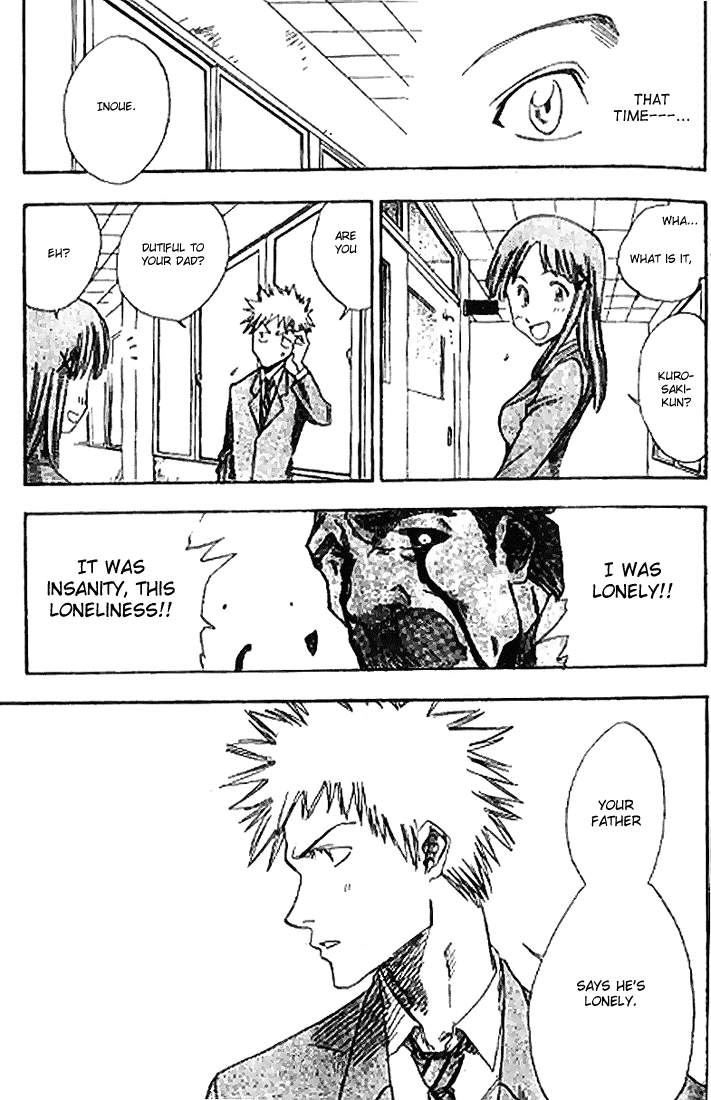 THAT
TIME---...
INOUE.
WHA...
WHAT IS IT,
KURO-
SAKI-
KUN?
ARE
YOU
DUTIFUL TO
YOUR DAD?
EH?
I WAS
LONELY!!
IT WAS
INSANITY, THIS
LONELINESS!!
YOUR
FATHER
SAYS HE'S
LONELY.